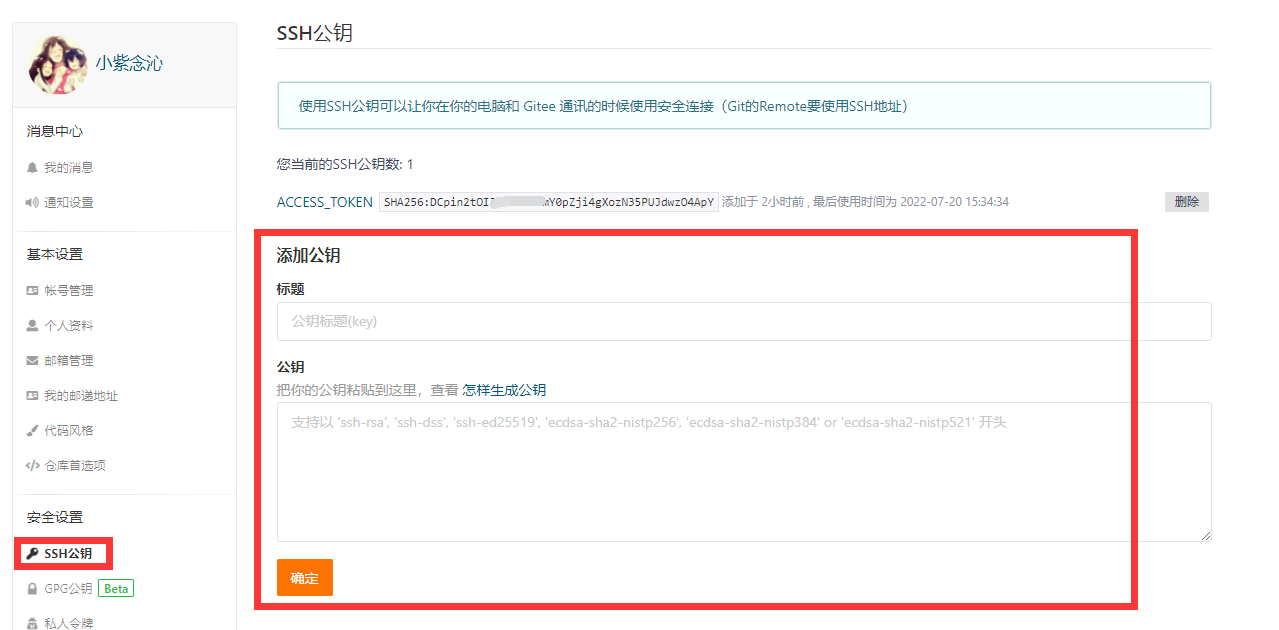 小紫念沁
消息中心
我的消息
通知设置
基本设置
帐号管理
个人资料
邮箱管理
我的邮递地址
代码风格
仓库首选项
安全设置
SSH公钥
GPG公钥 Beta
私人令牌
SSH公钥
使用SSH公钥可以让你在你的电脑和 Gitee 通讯的时候使用安全连接（Git的Remote要使用SSH地址）
您当前的SSH公钥数: 1
ACCESS_TOKEN SHA256:DCpin2tOI mY0pZji4gXozN35PUJdwzO4ApY 添加于 2小时前 , 最后使用时间为 2022-07-20 15:34:34 删除
添加公钥
标题
公钥标题(key)
公钥
把你的公钥粘贴到这里，查看 怎样生成公钥
支持以 'ssh-rsa', 'ssh-dss', 'ssh-ed25519', 'ecdsa-sha2-nistp256', 'ecdsa-sha2-nistp384' or 'ecdsa-sha2-nistp521' 开头
确定